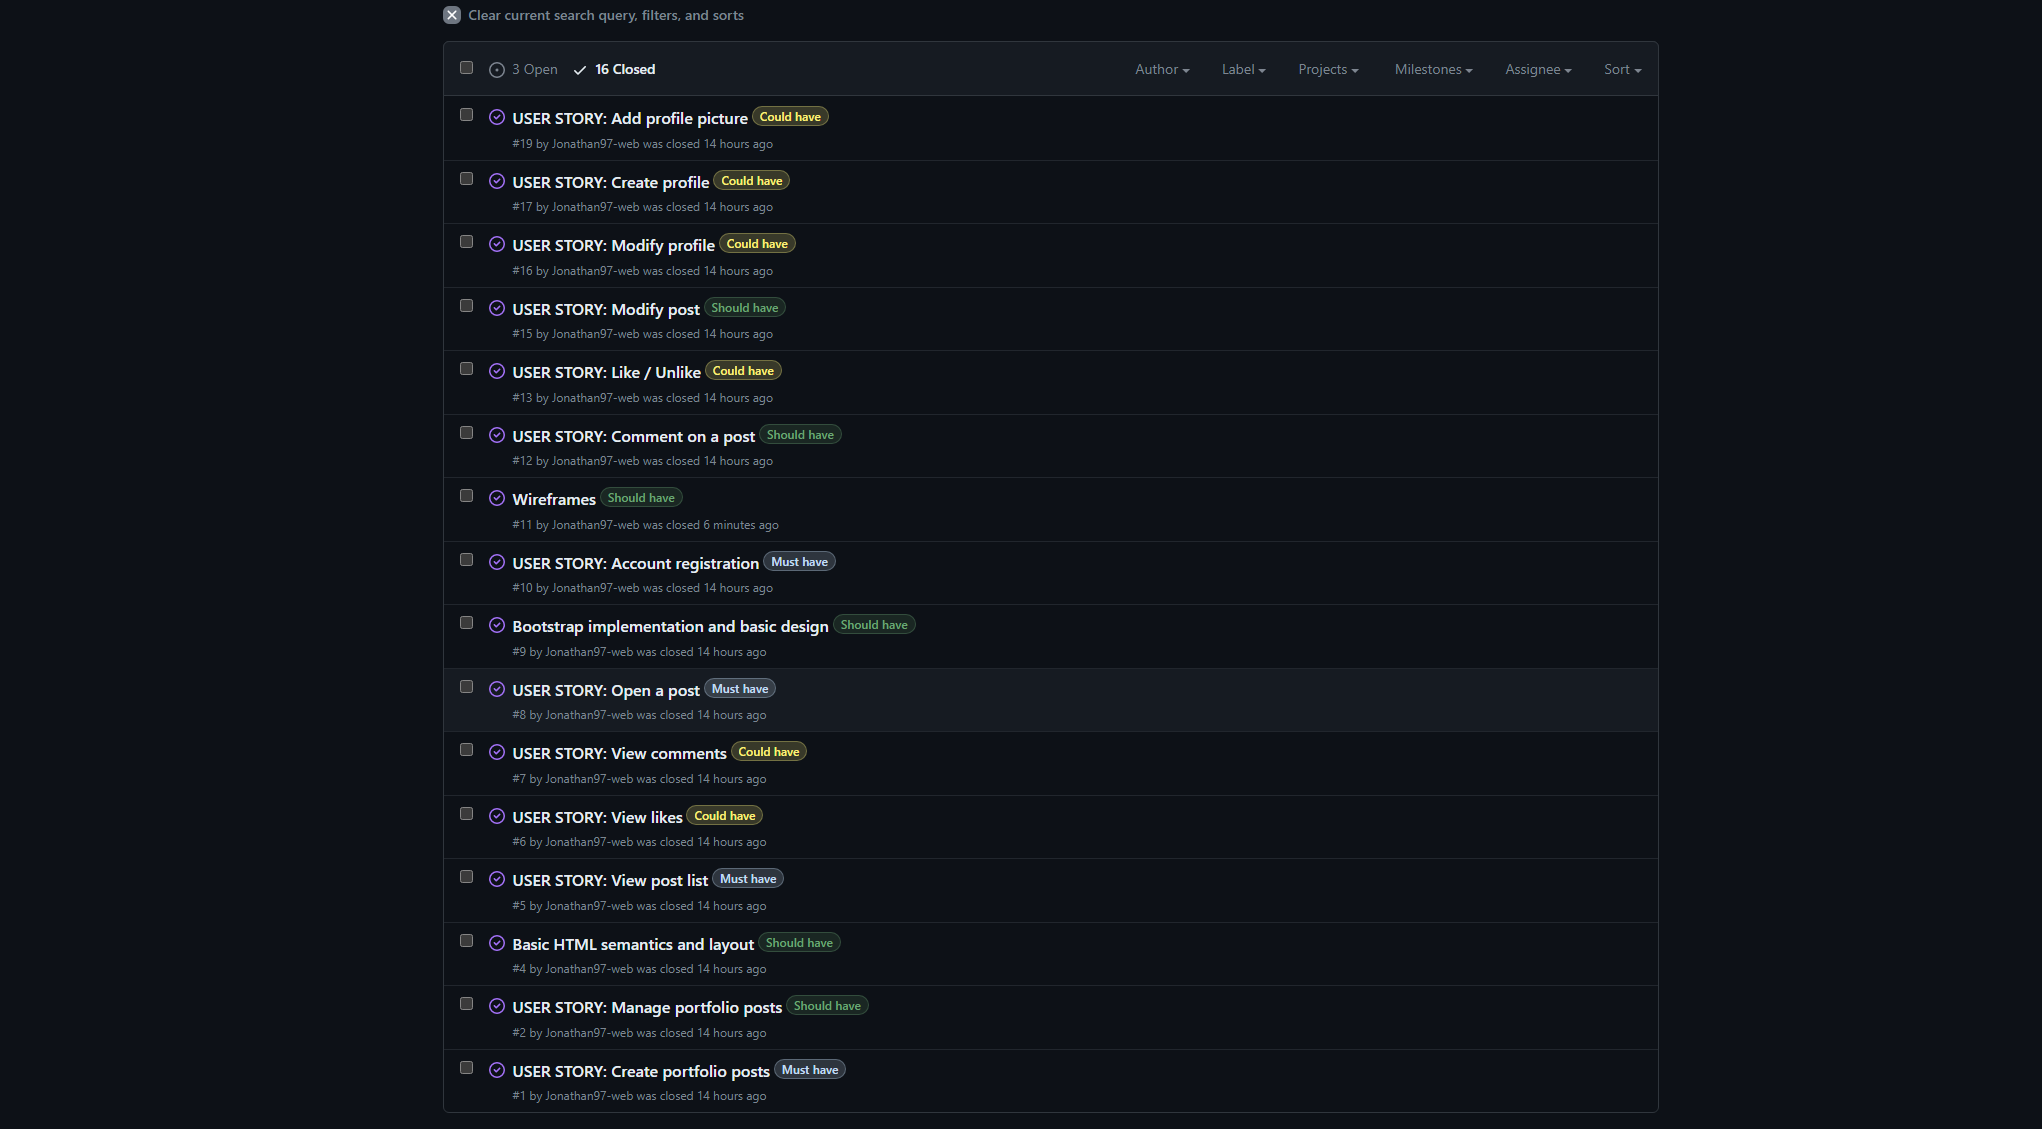 Clear current search query, filters, and sorts
3 Open 16 Closed Author Label Projects Milestones Assignee Sort
USER STORY: Add profile picture Could have
#19 by Jonathan97-web was closed 14 hours ago
USER STORY: Create profile Could have
#17 by Jonathan97-web was closed 14 hours ago
USER STORY: Modify profile Could have
#16 by Jonathan97-web was closed 14 hours ago
USER STORY: Modify post Should have
#15 by Jonathan97-web was closed 14 hours ago
USER STORY: Like / Unlike Could have
#13 by Jonathan97-web was closed 14 hours ago
USER STORY: Comment on a post Should have
#12 by Jonathan97-web was closed 14 hours ago
Wireframes Should have
#11 by Jonathan97-web was closed 6 minutes ago
USER STORY: Account registration Must have
#10 by Jonathan97-web was closed 14 hours ago
Bootstrap implementation and basic design Should have
#9 by Jonathan97-web was closed 14 hours ago
USER STORY: Open a post Must have
#8 by Jonathan97-web was closed 14 hours ago
USER STORY: View comments Could have
#7 by Jonathan97-web was closed 14 hours ago
USER STORY: View likes Could have
#6 by Jonathan97-web was closed 14 hours ago
USER STORY: View post list Must have
#5 by Jonathan97-web was closed 14 hours ago
Basic HTML semantics and layout Should have
#4 by Jonathan97-web was closed 14 hours ago
USER STORY: Manage portfolio posts Should have
#2 by Jonathan97-web was closed 14 hours ago
USER STORY: Create portfolio posts Must have
#1 by Jonathan97-web was closed 14 hours ago